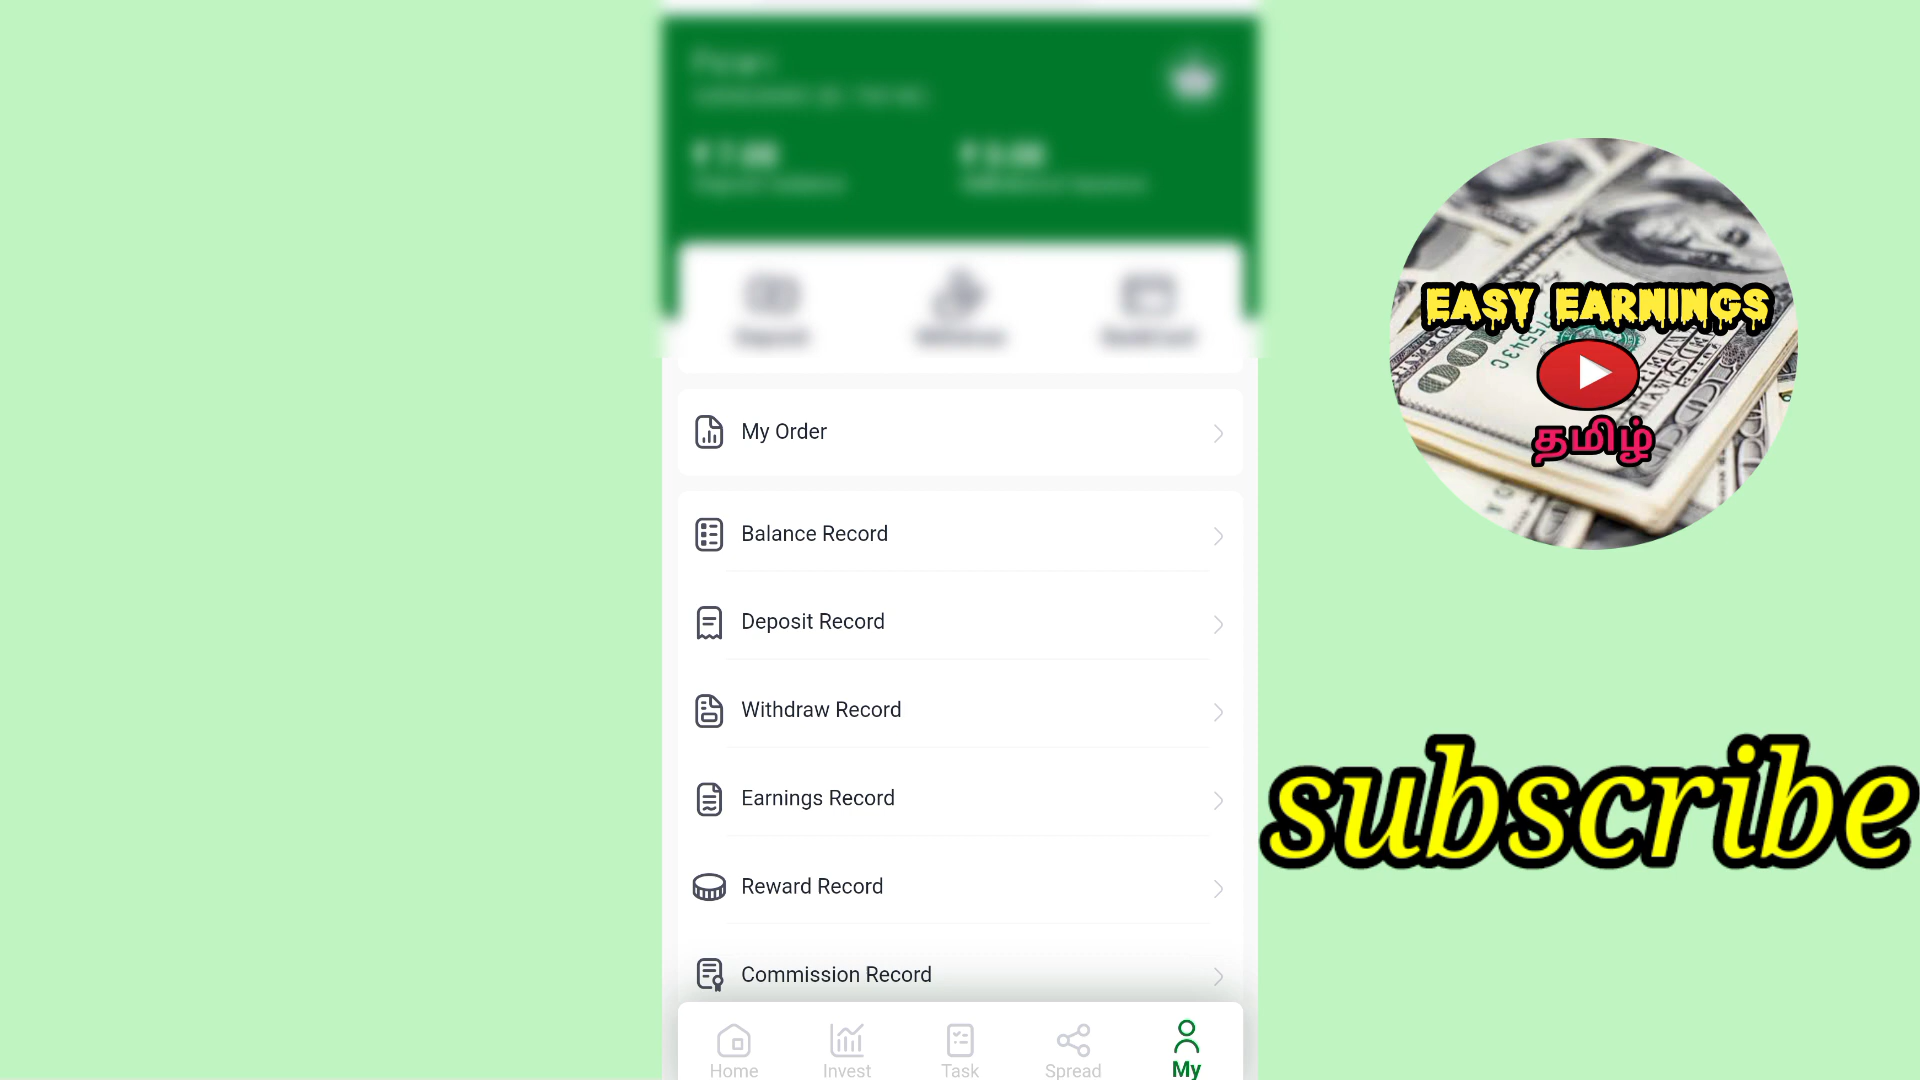 My Order
Balance Record
Deposit Record
Withdraw Record
Earnings Record
Reward Record
Commission Record
Home
Invest
Task
Spread
My
EASY EARNINGS
தமிழ்
subscribe